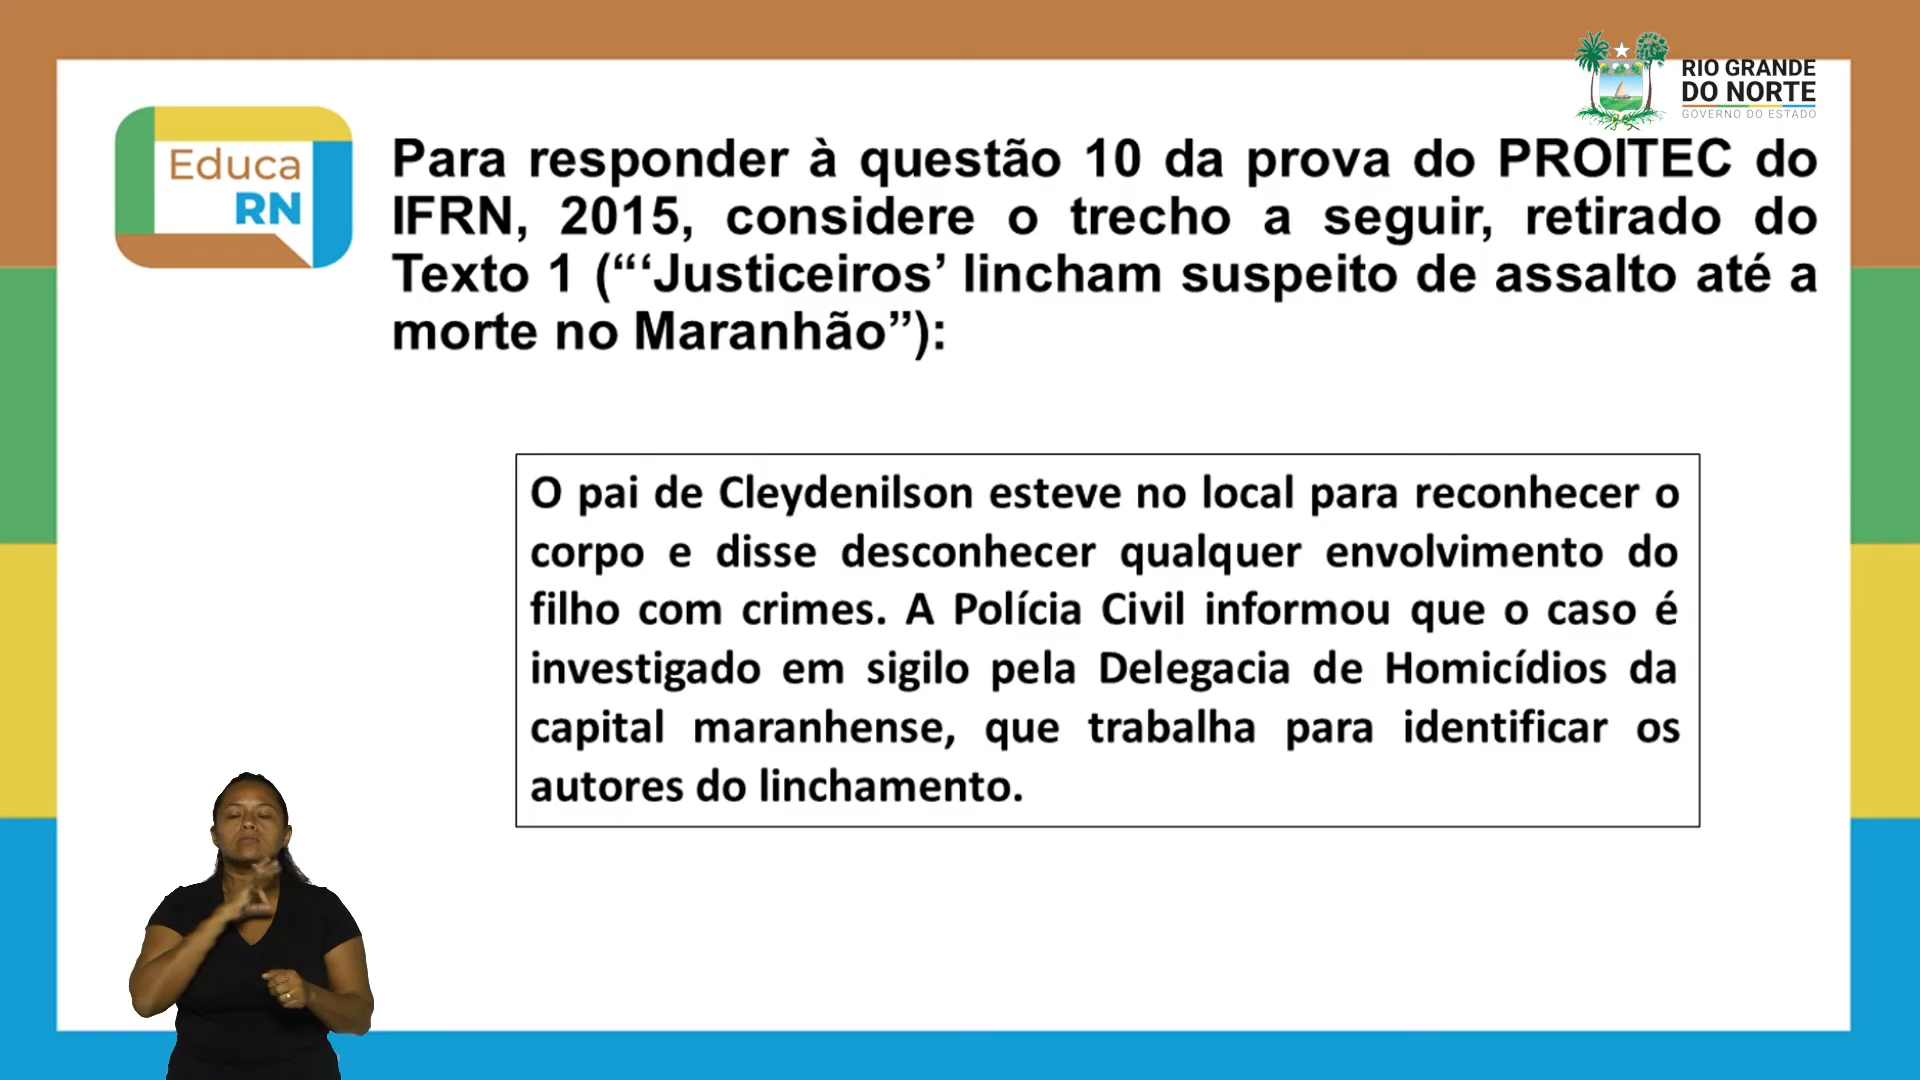 RIO GRANDE
DO NORTE
GOVERNO DO ESTADO
Educa
RN
Para responder à questão 10 da prova do PROITEC do
IFRN, 2015, considere o trecho a seguir, retirado do
Texto 1 (“‘Justiceiros’ lincham suspeito de assalto até a
morte no Maranhão”):
O pai de Cleydenilson esteve no local para reconhecer o
corpo e disse desconhecer qualquer envolvimento do
filho com crimes. A Polícia Civil informou que o caso é
investigado em sigilo pela Delegacia de Homicídios da
capital maranhense, que trabalha para identificar os
autores do linchamento.